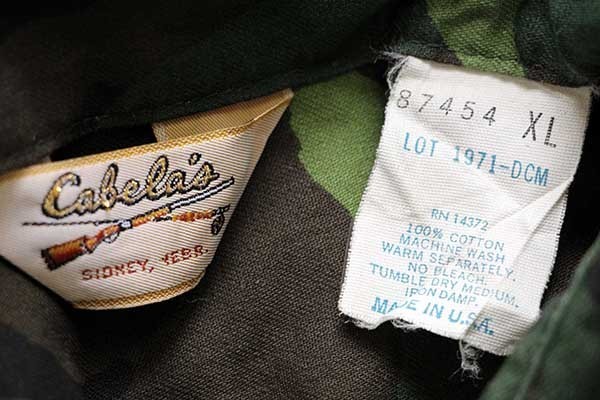 Cabela's
SIDNEY, NEBR.
87454 XL
LOT 1971-DCM
RN 14372
100% COTTON
MACHINE WASH
WARM SEPARATELY.
NO BLEACH.
TUMBLE DRY MEDIUM.
IRON DAMP.
MADE IN U.S.A.